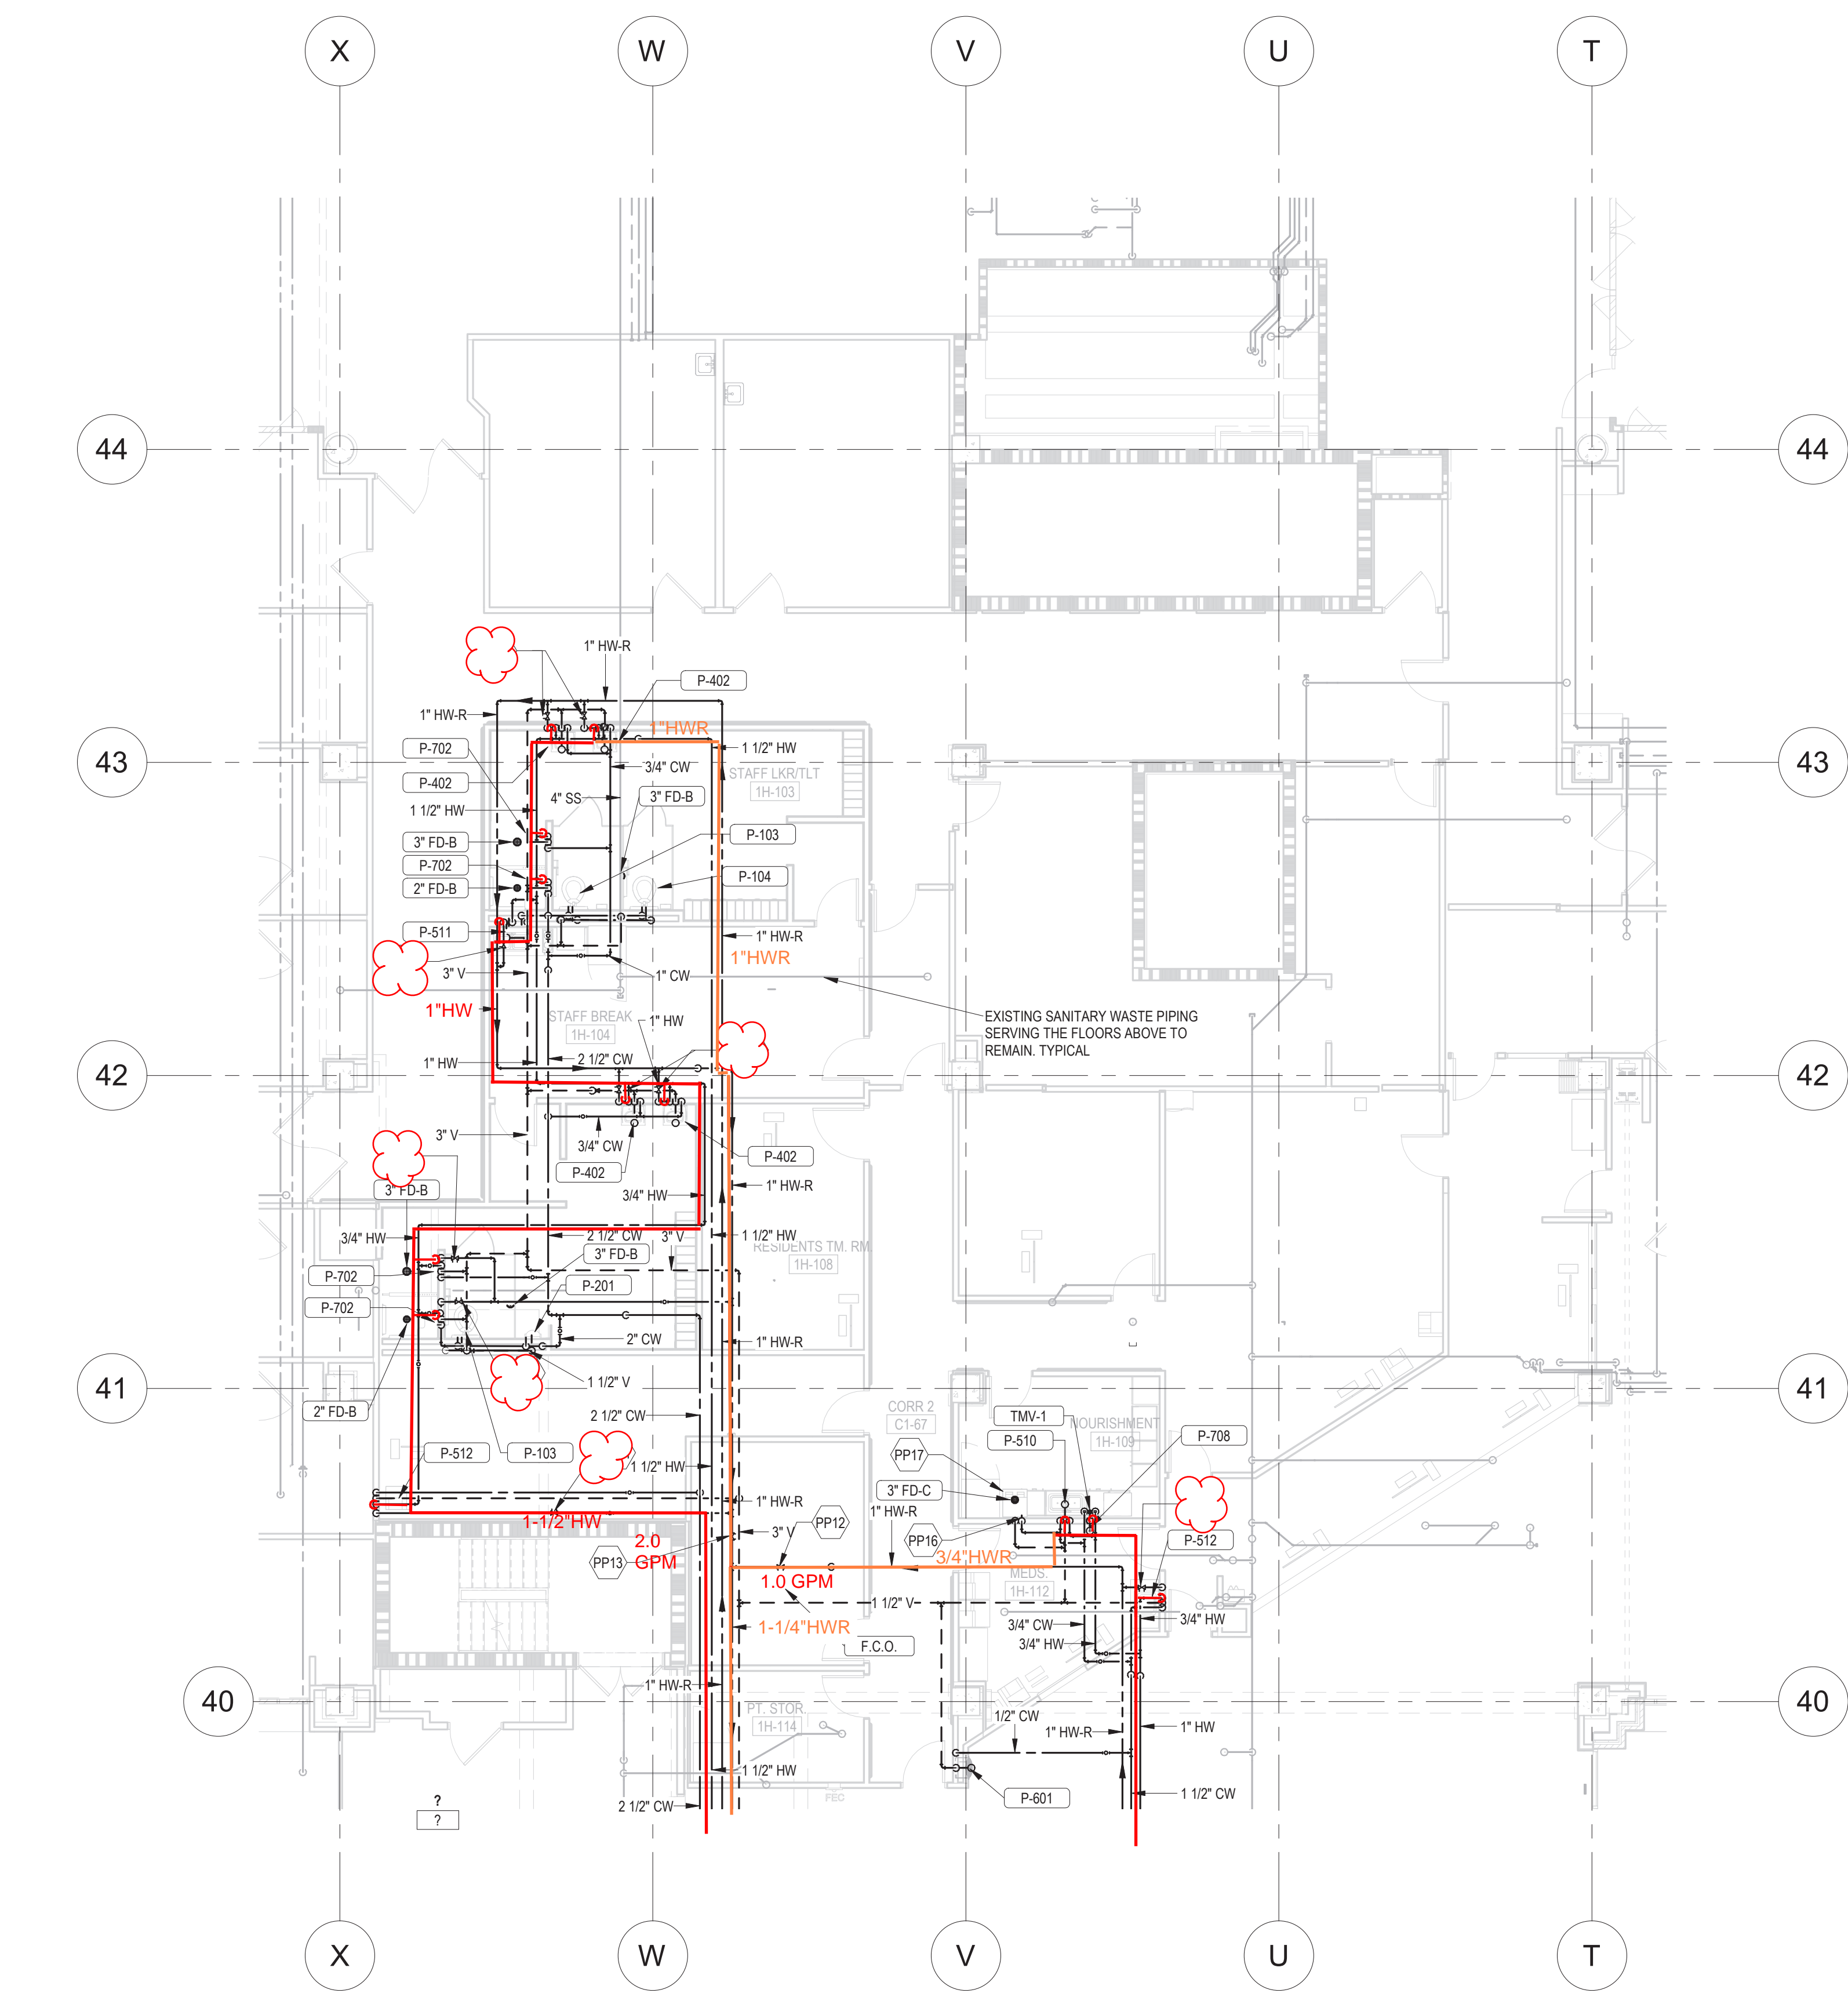 X
W
V
U
T
44
44
1" HW-R
P-402
1" HW-R
1"HWR
P-702
1 1/2" HW
43
43
STAFF LKR/TLT
1H-103
3/4" CW
P-402
4" SS
3" FD-B
1 1/2" HW
P-103
3" FD-B
P-702
P-104
2" FD-B
P-511
1" HW-R
1"HWR
3" V
1" CW
1"HW
STAFF BREAK
1H-104
1" HW
EXISTING SANITARY WASTE PIPING
SERVING THE FLOORS ABOVE TO
REMAIN. TYPICAL
1" HW
2 1/2" CW
42
42
3" V
3/4" CW
P-402
P-402
3" FD-B
3/4" HW
1" HW-R
3/4" HW
2 1/2" CW
3" V
1 1/2" HW
3" FD-B
RESIDENTS TM. RM.
1H-108
P-702
P-201
P-702
2" CW
1" HW-R
41
41
1 1/2" V
2" FD-B
2 1/2" CW
CORR 2
C1-67
TMV-1
NOURISHMENT
1H-109
P-510
P-708
P-512
P-103
PP17
1 1/2" HW
3" FD-C
1" HW-R
1" HW-R
1-1/2"HW
PP12
3" V
2.0
GPM
PP16
P-512
PP13
3/4"HWR
1.0 GPM
MEDS.
1H-112
1 1/2" V
3/4" CW
3/4" HW
1-1/4"HWR
3/4" HW
F.C.O.
1" HW-R
40
40
PT. STOR.
1H-114
1/2" CW
1" HW-R
1" HW
1 1/2" HW
1 1/2" CW
P-601
FEC
2 1/2" CW
?
?
X
W
V
U
T